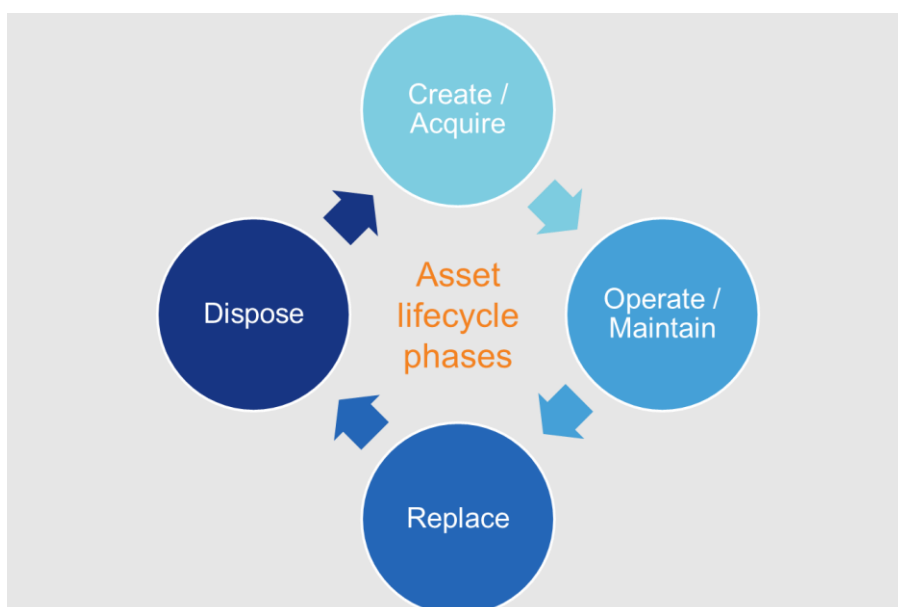 Create /
Acquire
Operate /
Maintain
Replace
Dispose
Asset
lifecycle
phases